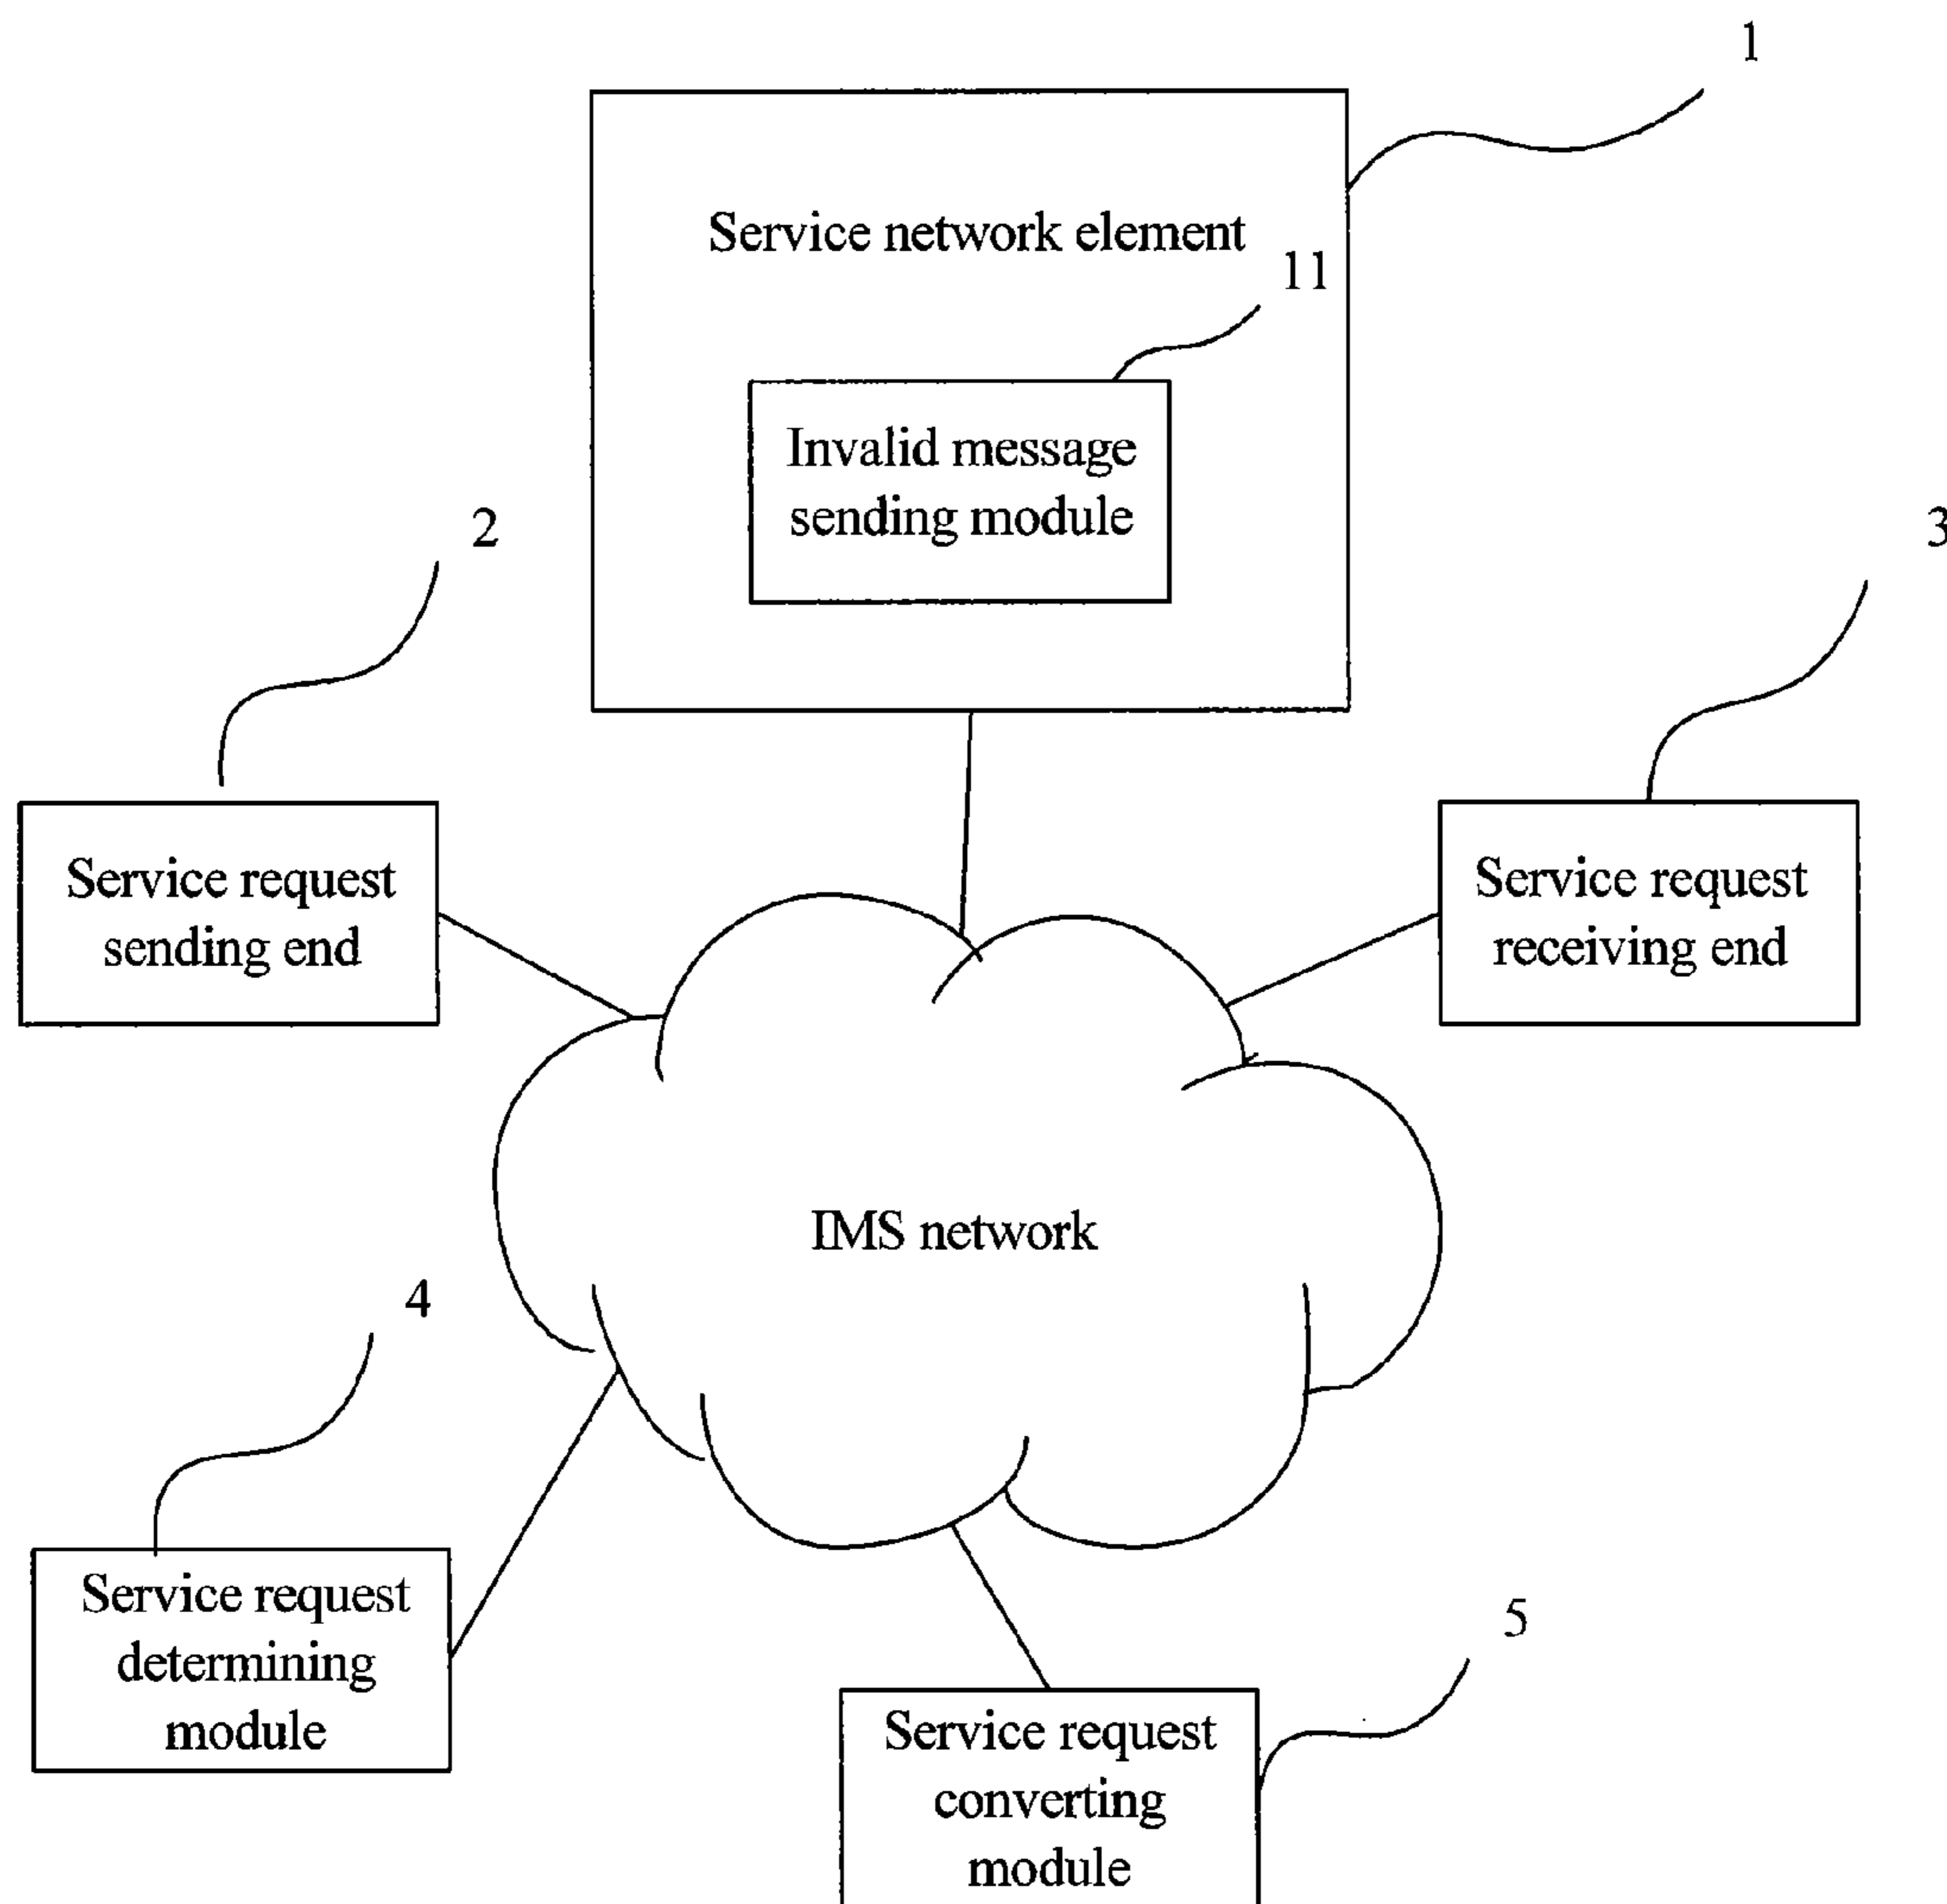 1
Service network element
11
Invalid message
sending module
2
3
Service request
sending end
Service request
receiving end
IMS network
4
Service request
determining
module
5
Service request
converting
module